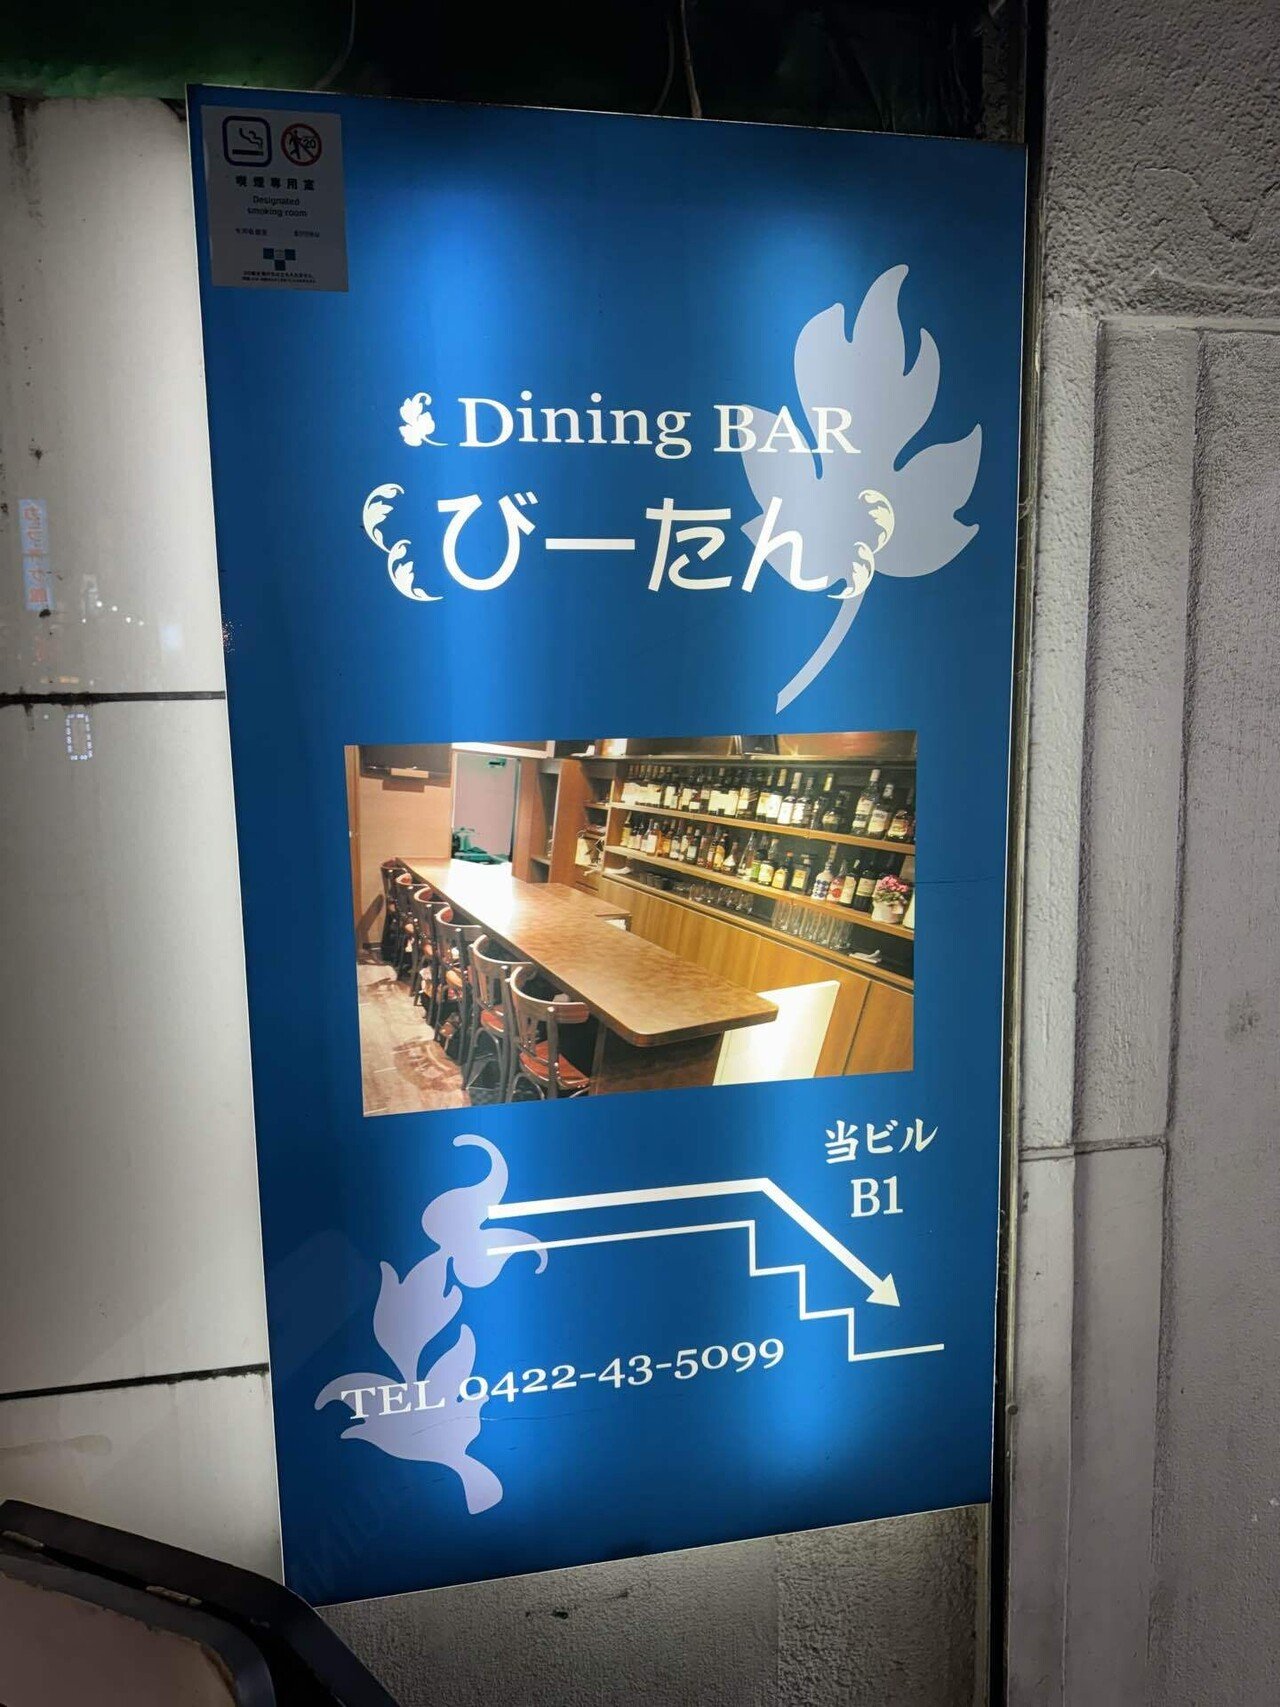 喫煙専用室
Designated
smoking room
Dining BAR
びーたん
当ビル
B1
TEL 0422-43-5099